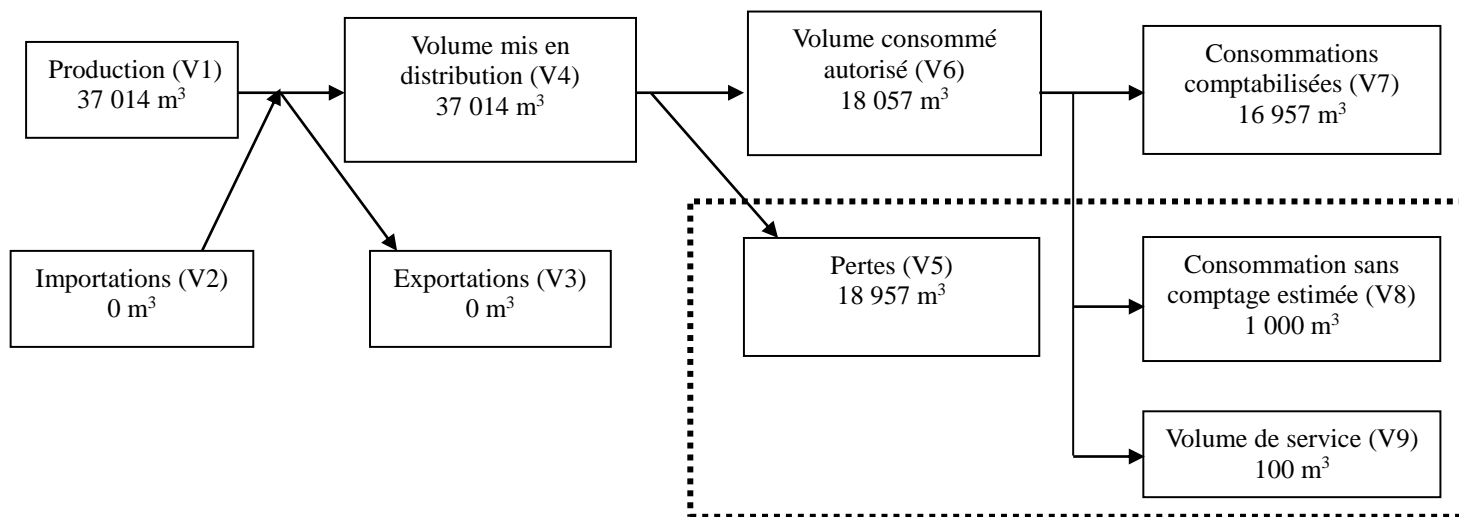 Production (V1)
37 014 m³
Volume mis en
distribution (V4)
37 014 m³
Volume consommé
autorisé (V6)
18 057 m³
Consommations
comptabilisées (V7)
16 957 m³
Importations (V2)
0 m³
Exportations (V3)
0 m³
Pertes (V5)
18 957 m³
Consommation sans
comptage estimée (V8)
1 000 m³
Volume de service (V9)
100 m³